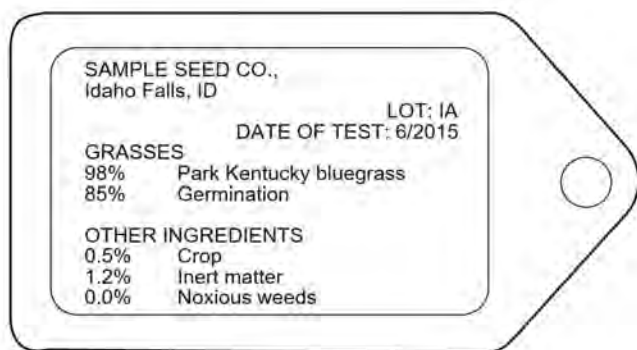 SAMPLE SEED CO.,
Idaho Falls, ID
LOT: IA
DATE OF TEST: 6/2015
GRASSES
98% Park Kentucky bluegrass
85% Germination
OTHER INGREDIENTS
0.5% Crop
1.2% Inert matter
0.0% Noxious weeds